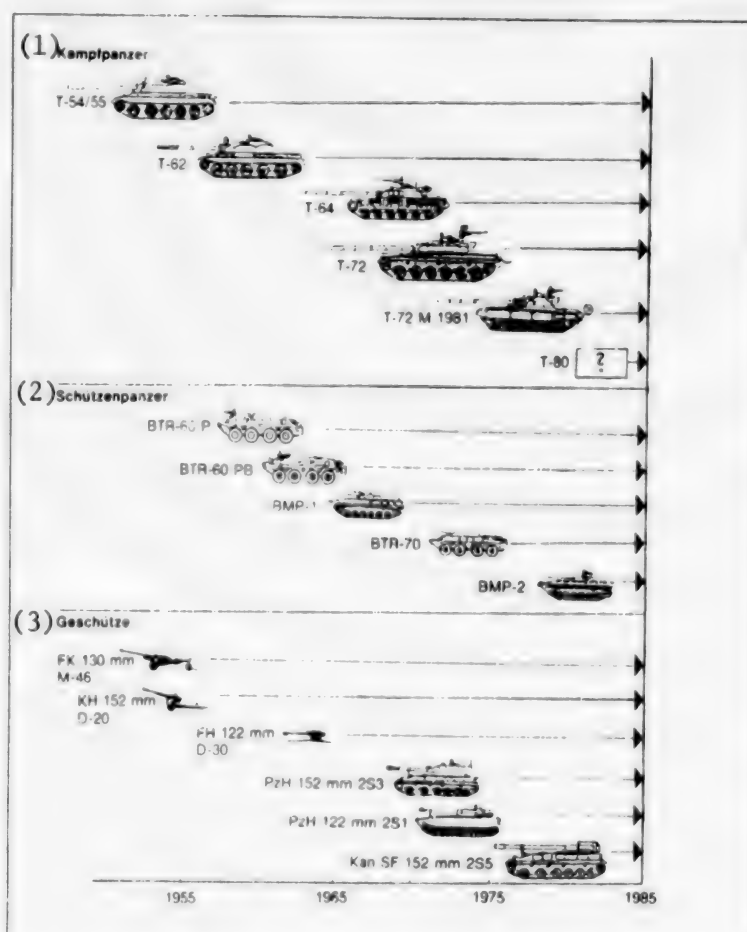 (1) Kampfpanzer
T-54/55
T-62
T-64
T-72
T-72 M 1981
T-80
?
(2) Schützenpanzer
BTR-60 P
BTR-60 PB
BMP-1
BTR-70
BMP-2
(3) Geschütze
FK 130 mm
M-46
KH 152 mm
D-20
FH 122 mm
D-30
PzH 152 mm 2S3
PzH 122 mm 2S1
Kan SF 152 mm 2S5
1955 1965 1975 1985